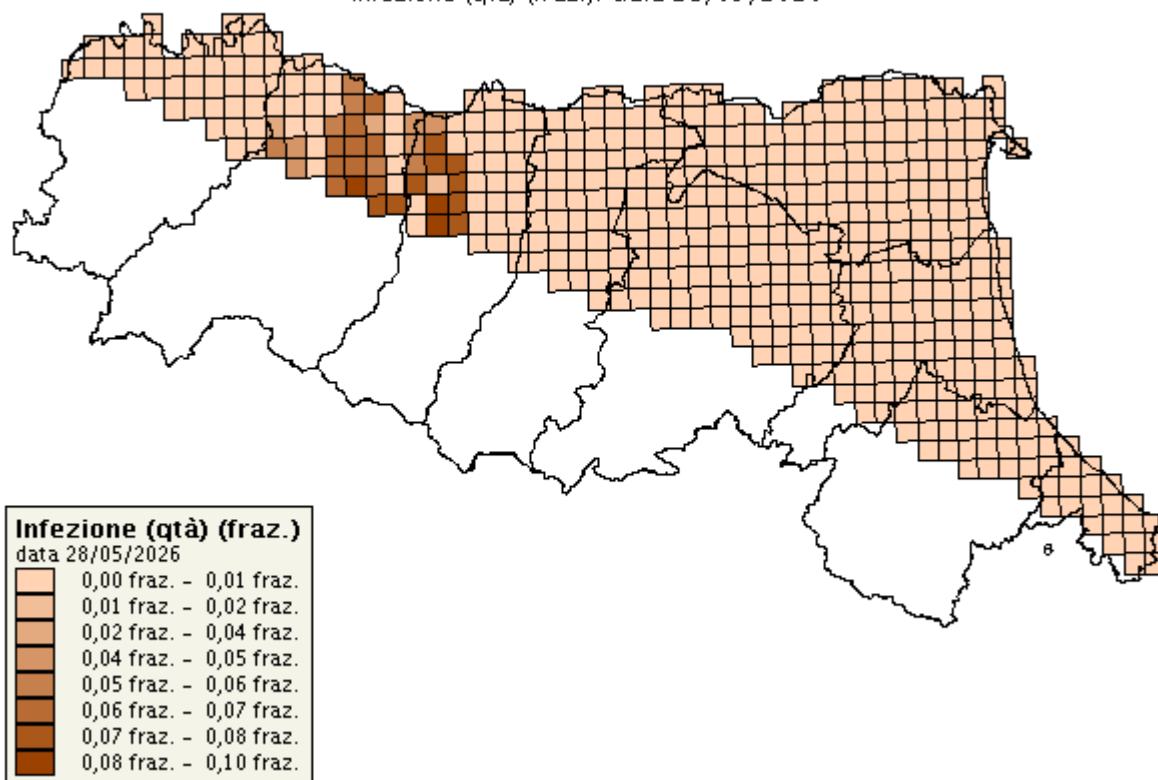 Infezione (qtà) (fraz.)
data 28/05/2026
0,00 fraz. - 0,01 fraz.
0,01 fraz. - 0,02 fraz.
0,02 fraz. - 0,04 fraz.
0,04 fraz. - 0,05 fraz.
0,05 fraz. - 0,06 fraz.
0,06 fraz. - 0,07 fraz.
0,07 fraz. - 0,08 fraz.
0,08 fraz. - 0,10 fraz.